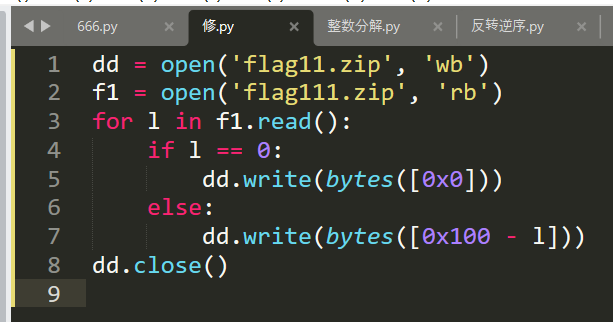 666.py × 修.py × 整数分解.py × 反转逆序.py ×
1 dd = open('flag11.zip', 'wb')
2 f1 = open('flag111.zip', 'rb')
3 for l in f1.read():
4     if l == 0:
5         dd.write(bytes([0x0]))
6     else:
7         dd.write(bytes([0x100 - l]))
8 dd.close()
9